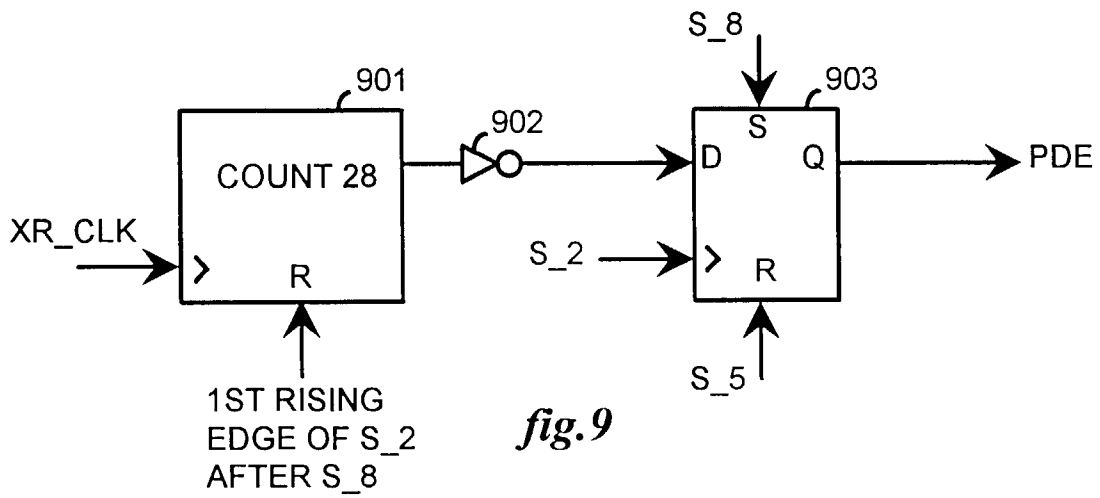 S_8
901
902
903
COUNT 28
D
S
Q
PDE
XR_CLK
>
R
S_2
>
R
S_5
1ST RISING
EDGE OF S_2
AFTER S_8
fig.9